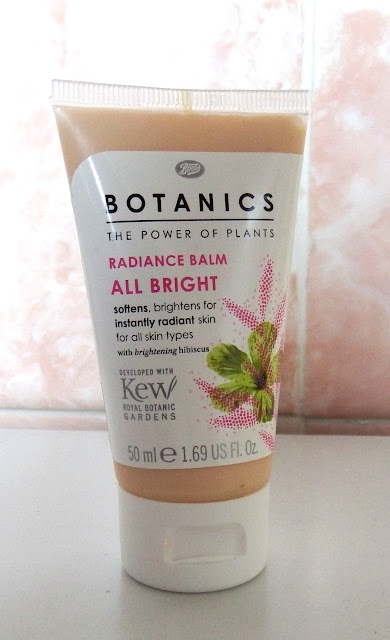 Boots
BOTANICS
THE POWER OF PLANTS
RADIANCE BALM
ALL BRIGHT
softens, brightens for
instantly radiant skin
for all skin types
with brightening hibiscus
DEVELOPED WITH
Kew
ROYAL BOTANIC
GARDENS
50 ml e 1.69 US Fl. Oz.